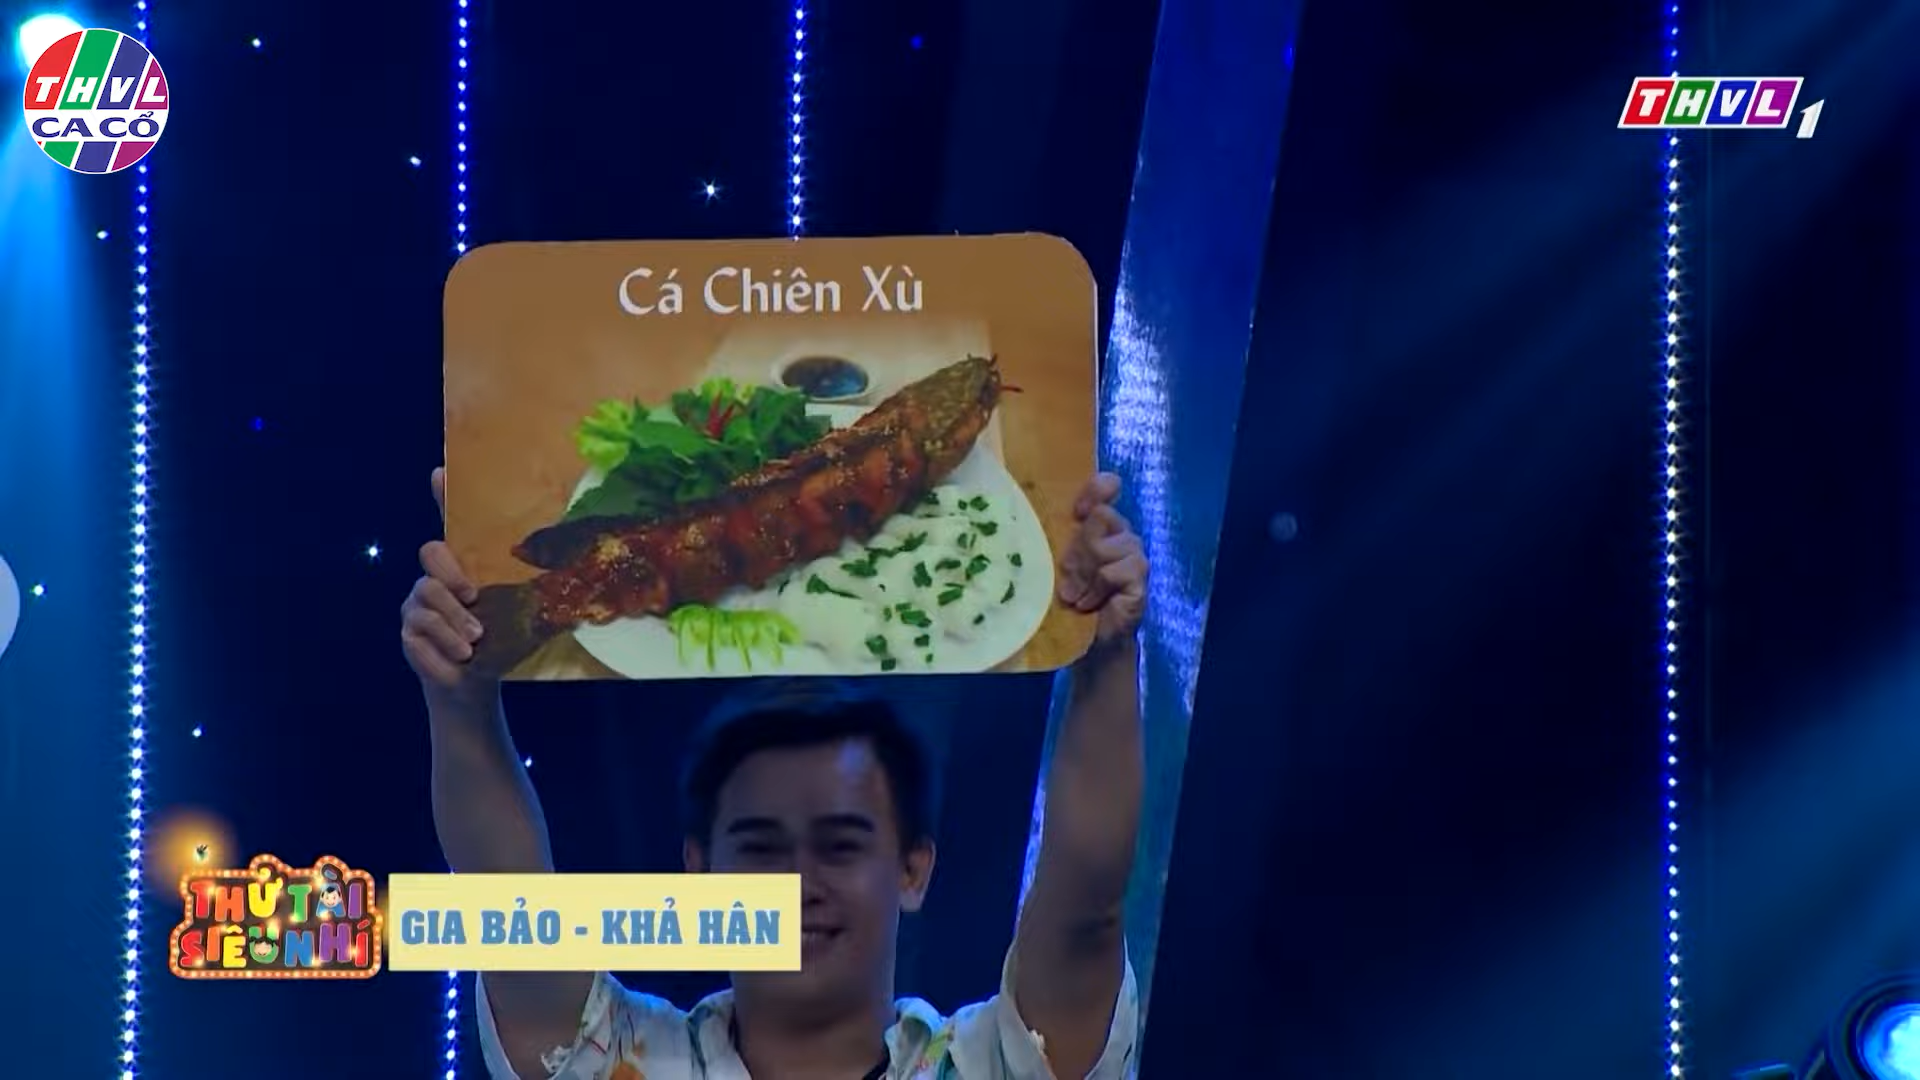 THVL
CA CỔ
THVL1
Cá Chiên Xù
THỬ TÀI
SIÊU NHÍ
GIA BẢO - KHẢ HÂN